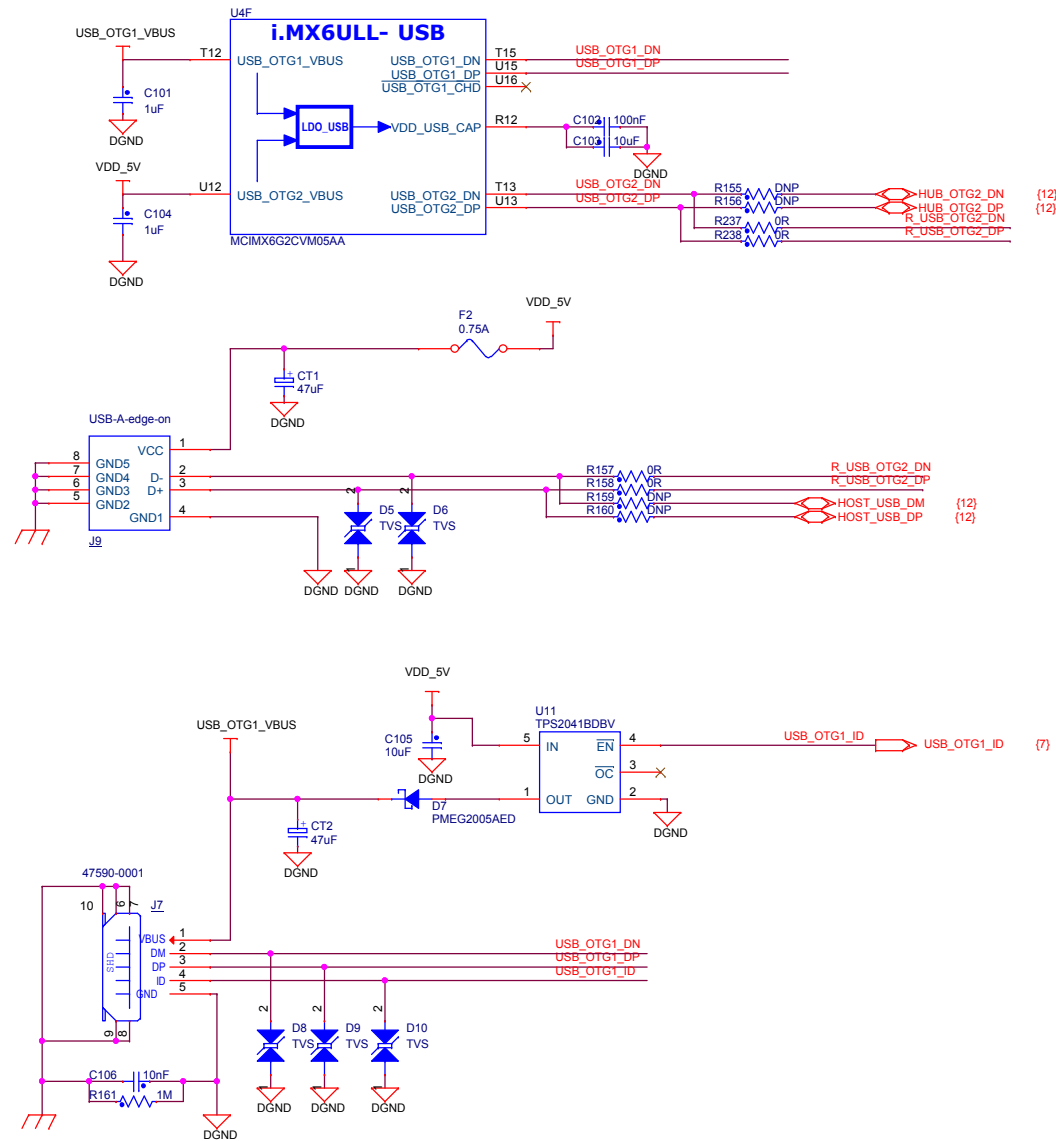 U4F
i.MX6ULL- USB
USB_OTG1_VBUS
T12
USB_OTG1_VBUS
USB_OTG1_DN
T15
USB_OTG1_DN
USB_OTG1_DP
U15
USB_OTG1_DP
USB_OTG1_CHD
U16
C101
1uF
DGND
LDO_USB
VDD_USB_CAP
R12
C102
100nF
C103
10uF
DGND
VDD_5V
U12
USB_OTG2_VBUS
USB_OTG2_DN
T13
USB_OTG2_DN
USB_OTG2_DP
U13
USB_OTG2_DP
C104
1uF
DGND
MCIMX6G2CVM05AA
R155
DNP
HUB_OTG2_DN
{12}
R156
DNP
HUB_OTG2_DP
{12}
R237
0R
R_USB_OTG2_DN
R238
0R
R_USB_OTG2_DP
VDD_5V
F2
0.75A
CT1
47uF
DGND
USB-A-edge-on
VCC
1
8
GND5
7
GND4
D-
2
6
GND3
D+
3
5
GND2
GND1
4
J9
R157
0R
R_USB_OTG2_DN
R158
0R
R_USB_OTG2_DP
R159
DNP
HOST_USB_DM
{12}
R160
DNP
HOST_USB_DP
{12}
2
2
D5
TVS
D6
TVS
1
1
DGND
DGND
DGND
VDD_5V
USB_OTG1_VBUS
C105
10uF
DGND
U11
TPS2041BDBV
5
IN
EN
4
USB_OTG1_ID
USB_OTG1_ID
{7}
OC
3
1
OUT
GND
2
DGND
D7
PMEG2005AED
CT2
47uF
DGND
47590-0001
10
6
7
J7
SHD
VBUS
1
DM
2
USB_OTG1_DN
DP
3
USB_OTG1_DP
ID
4
USB_OTG1_ID
GND
5
9
8
2
2
2
D8
TVS
D9
TVS
D10
TVS
1
1
1
DGND
DGND
DGND
C106
10nF
R161
1M
DGND